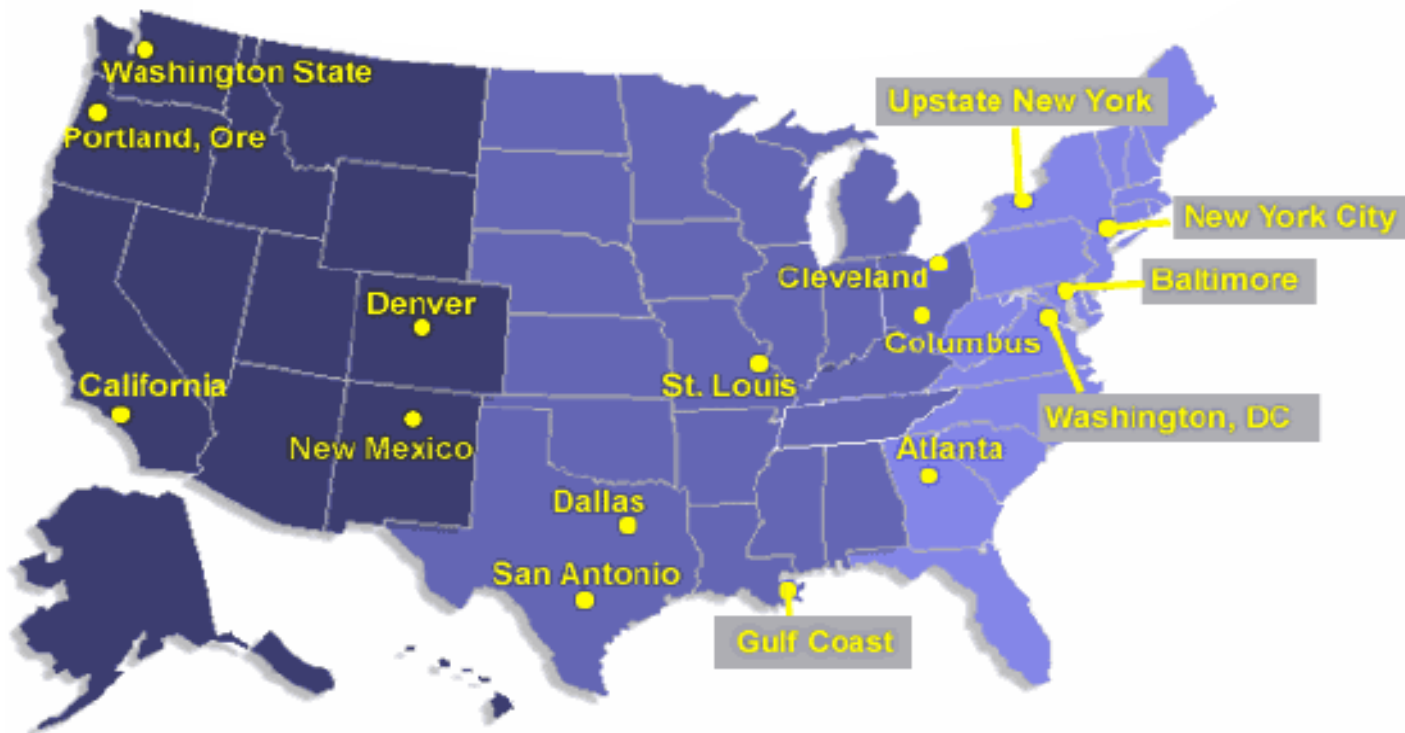 Washington State
Upstate New York
Portland, Ore
New York City
Cleveland
Baltimore
Denver
Columbus
California
St. Louis
Washington, DC
New Mexico
Atlanta
Dallas
San Antonio
Gulf Coast